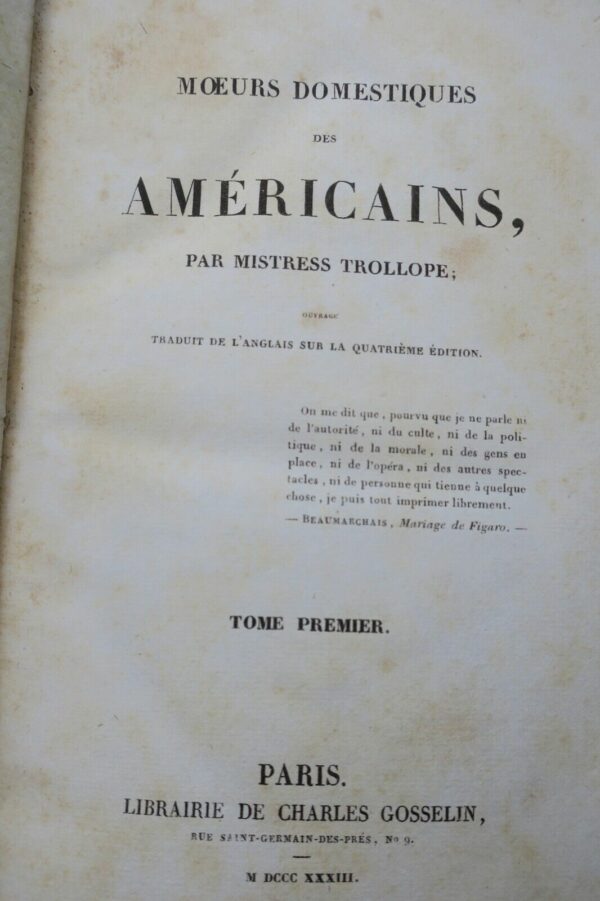 MŒURS DOMESTIQUES
DES
AMÉRICAINS,
PAR MISTRESS TROLLOPE;
OUVRAGE
TRADUIT DE L'ANGLAIS SUR LA QUATRIÈME ÉDITION.
On me dit que, pourvu que je ne parle ni
de l'autorité, ni du culte, ni de la poli-
tique, ni de la morale, ni des gens en
place, ni de l'opéra, ni des autres spec-
tacles, ni de personne qui tienne à quelque
chose, je puis tout imprimer librement.
— BEAUMARCHAIS, Mariage de Figaro. —
TOME PREMIER.
PARIS.
LIBRAIRIE DE CHARLES GOSSELIN,
RUE SAINT-GERMAIN-DES-PRÉS, No 9.
M DCCC XXXIII.